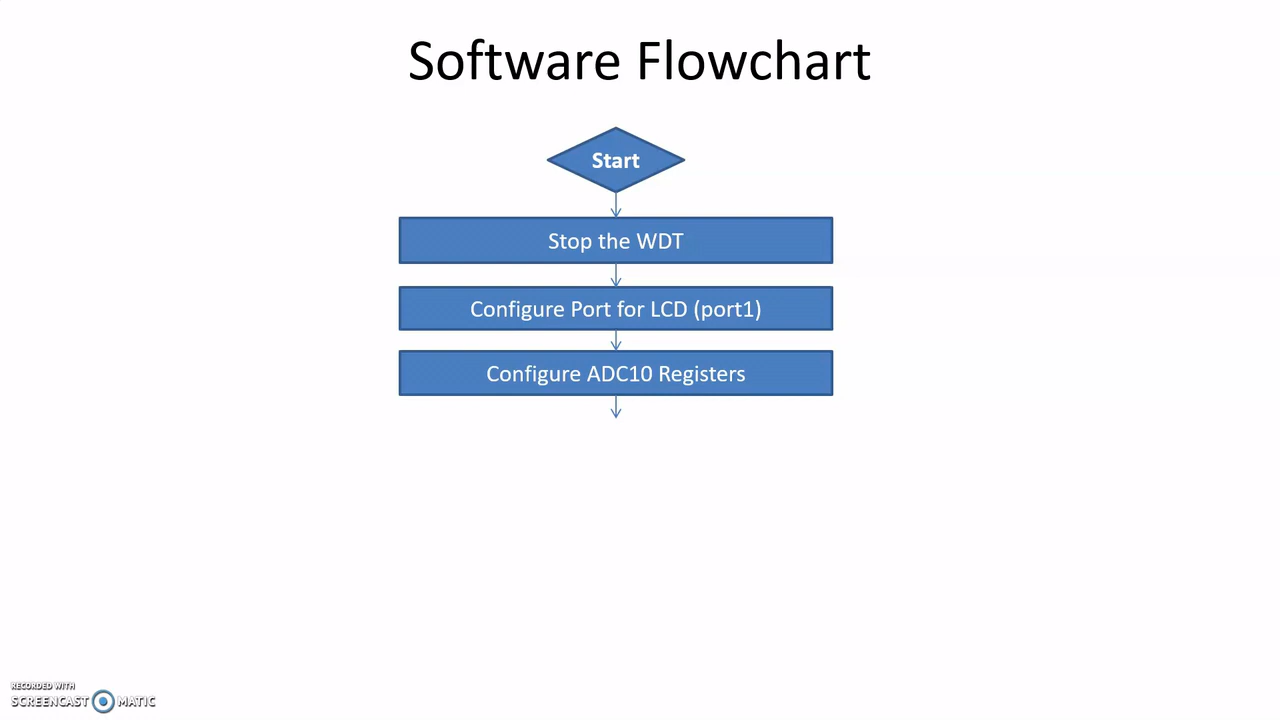 Software Flowchart
Start
Stop the WDT
Configure Port for LCD (port1)
Configure ADC10 Registers
RECORDED WITH
SCREENCAST MATIC